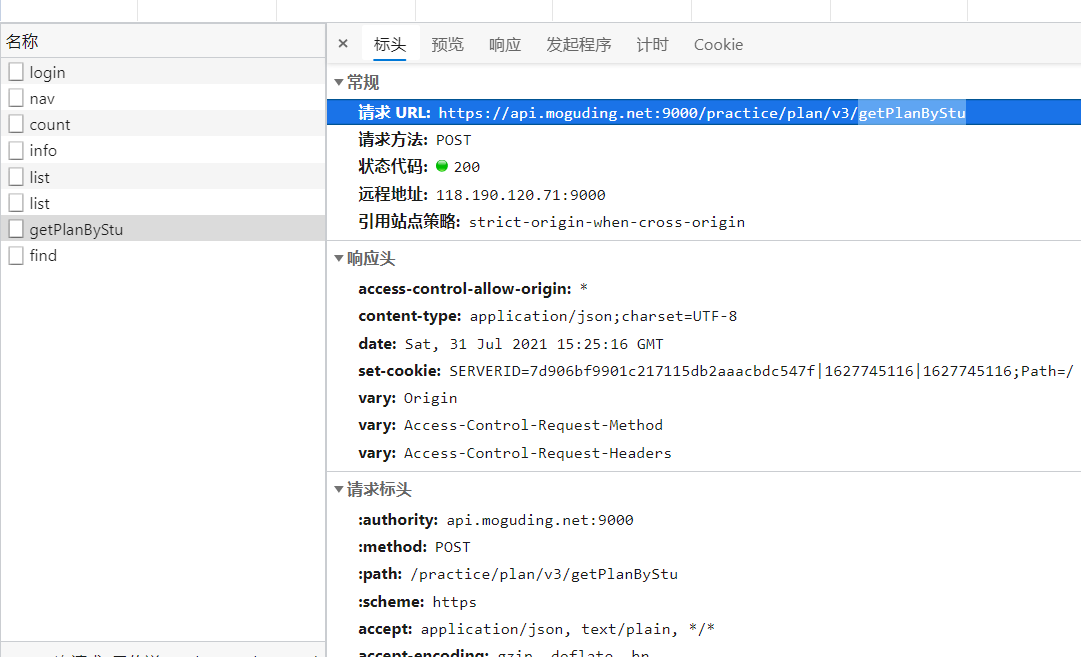 名称
login
nav
count
info
list
list
getPlanByStu
find
× 标头 预览 响应 发起程序 计时 Cookie
▼常规
请求 URL: https://api.moguding.net:9000/practice/plan/v3/getPlanByStu
请求方法: POST
状态代码: 200
远程地址: 118.190.120.71:9000
引用站点策略: strict-origin-when-cross-origin
▼响应头
access-control-allow-origin: *
content-type: application/json;charset=UTF-8
date: Sat, 31 Jul 2021 15:25:16 GMT
set-cookie: SERVERID=7d906bf9901c217115db2aaacbdc547f|1627745116|1627745116;Path=/
vary: Origin
vary: Access-Control-Request-Method
vary: Access-Control-Request-Headers
▼请求标头
:authority: api.moguding.net:9000
:method: POST
:path: /practice/plan/v3/getPlanByStu
:scheme: https
accept: application/json, text/plain, */*
accept-encoding: gzip, deflate, br